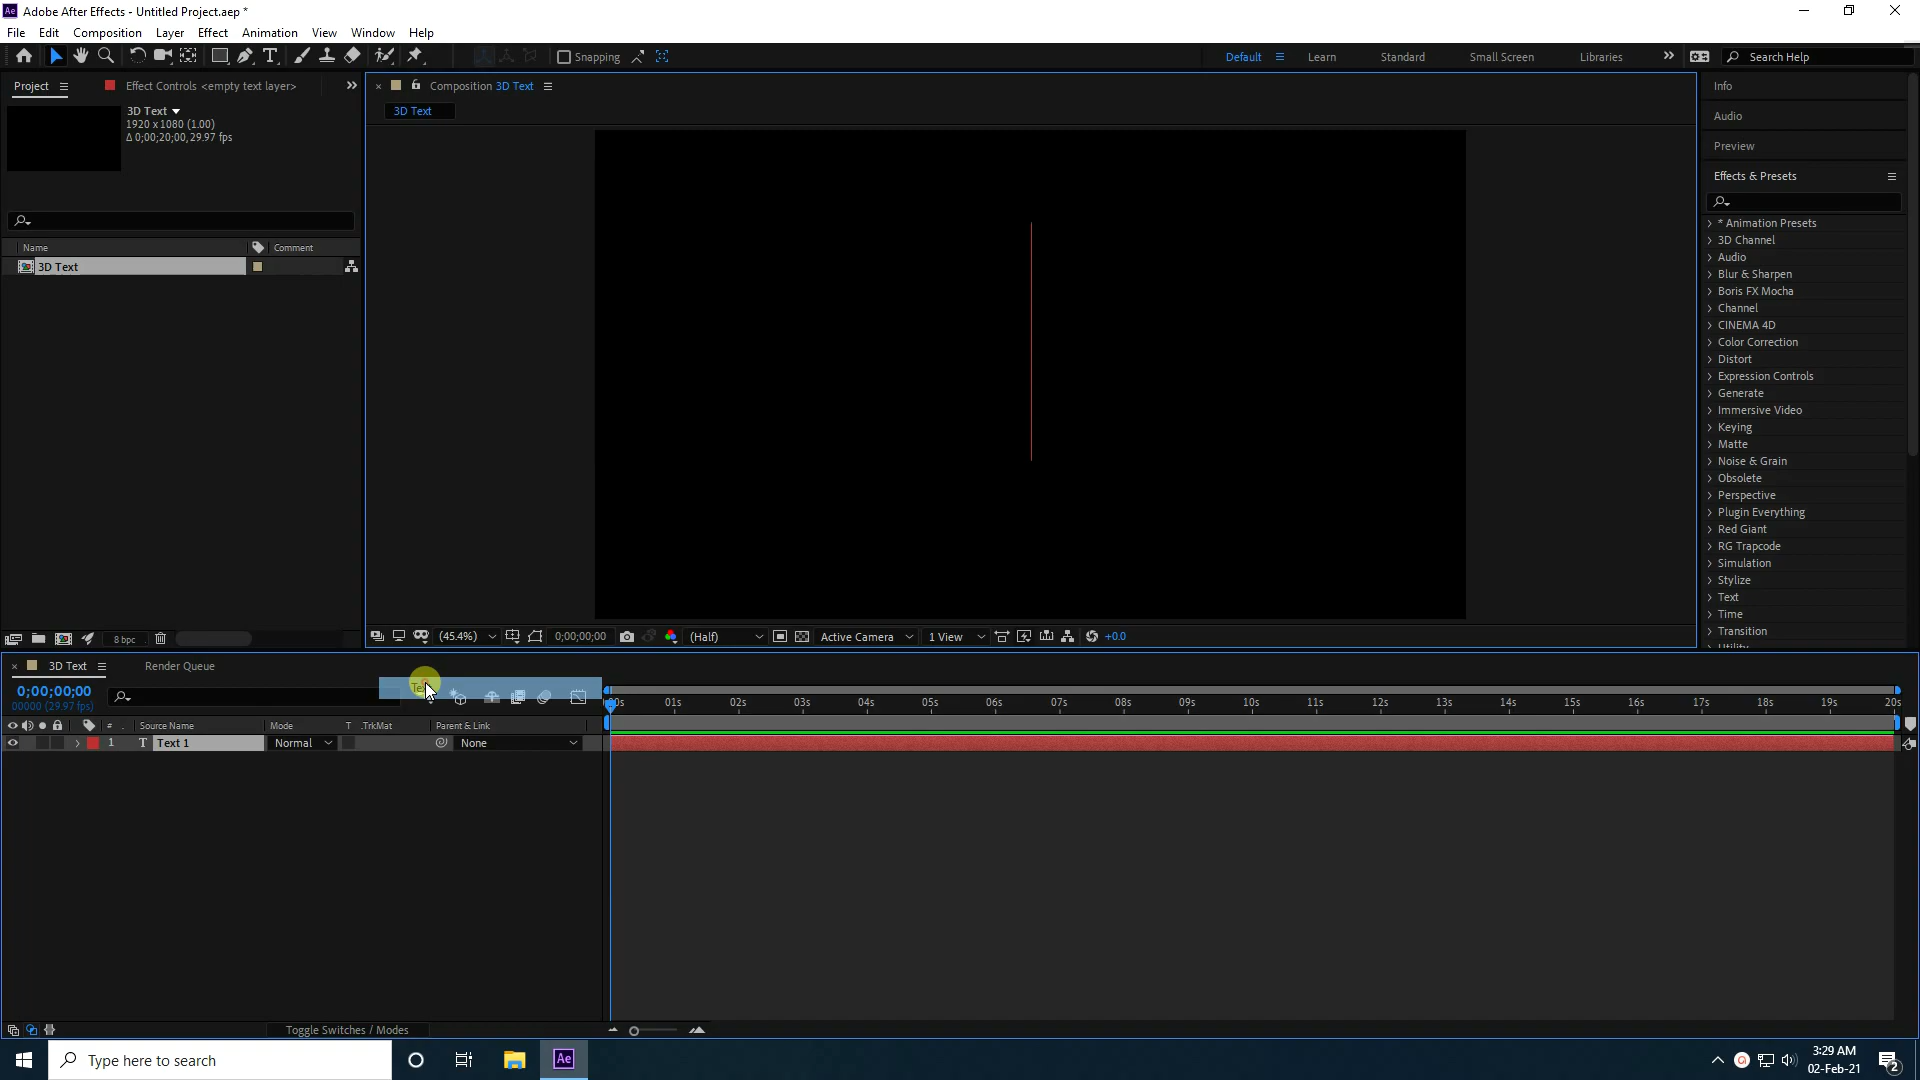 Adobe After Effects - Untitled Project.aep *
File Edit Composition Layer Effect Animation View Window Help
Snapping
Default Learn Standard Small Screen Libraries Search Help
Project Effect Controls <empty text layer>
3D Text
1920 x 1080 (1.00)
Δ 0;00;20;00, 29.97 fps
Name Comment
3D Text
8 bpc
Composition 3D Text
3D Text
(45.4%) 0;00;00;00 (Half) Active Camera 1 View +0.0
Info
Audio
Preview
Effects & Presets
* Animation Presets
3D Channel
Audio
Blur & Sharpen
Boris FX Mocha
Channel
CINEMA 4D
Color Correction
Distort
Expression Controls
Generate
Immersive Video
Keying
Matte
Noise & Grain
Obsolete
Perspective
Plugin Everything
Red Giant
RG Trapcode
Simulation
Stylize
Text
Time
Transition
Utility
3D Text Render Queue
0;00;00;00
00000 (29.97 fps)
01s 02s 03s 04s 05s 06s 07s 08s 09s 10s 11s 12s 13s 14s 15s 16s 17s 18s 19s 20s
# Source Name Mode T .TrkMat Parent & Link
1 T Text 1 Normal None
Toggle Switches / Modes
Type here to search
Ae
3:29 AM
02-Feb-21
2